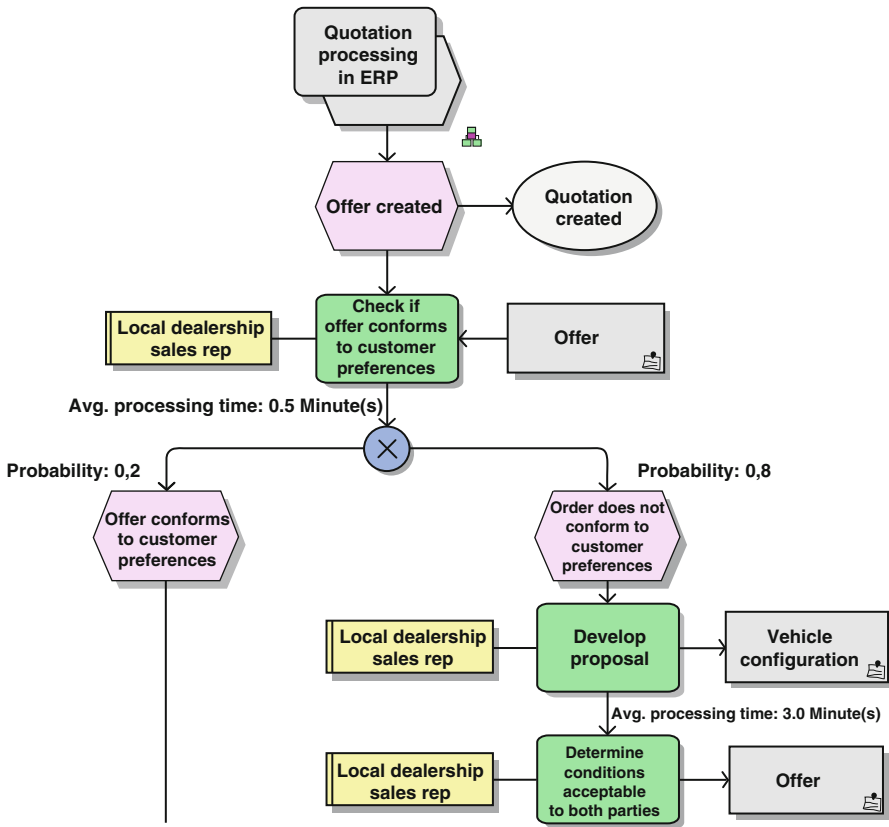 Quotation
processing
in ERP
Offer created
Quotation
created
Local dealership
sales rep
Check if
offer conforms
to customer
preferences
Offer
Avg. processing time: 0.5 Minute(s)
Probability: 0,2
Probability: 0,8
Offer conforms
to customer
preferences
Order does not
conform to
customer
preferences
Local dealership
sales rep
Develop
proposal
Vehicle
configuration
Avg. processing time: 3.0 Minute(s)
Local dealership
sales rep
Determine
conditions
acceptable
to both parties
Offer